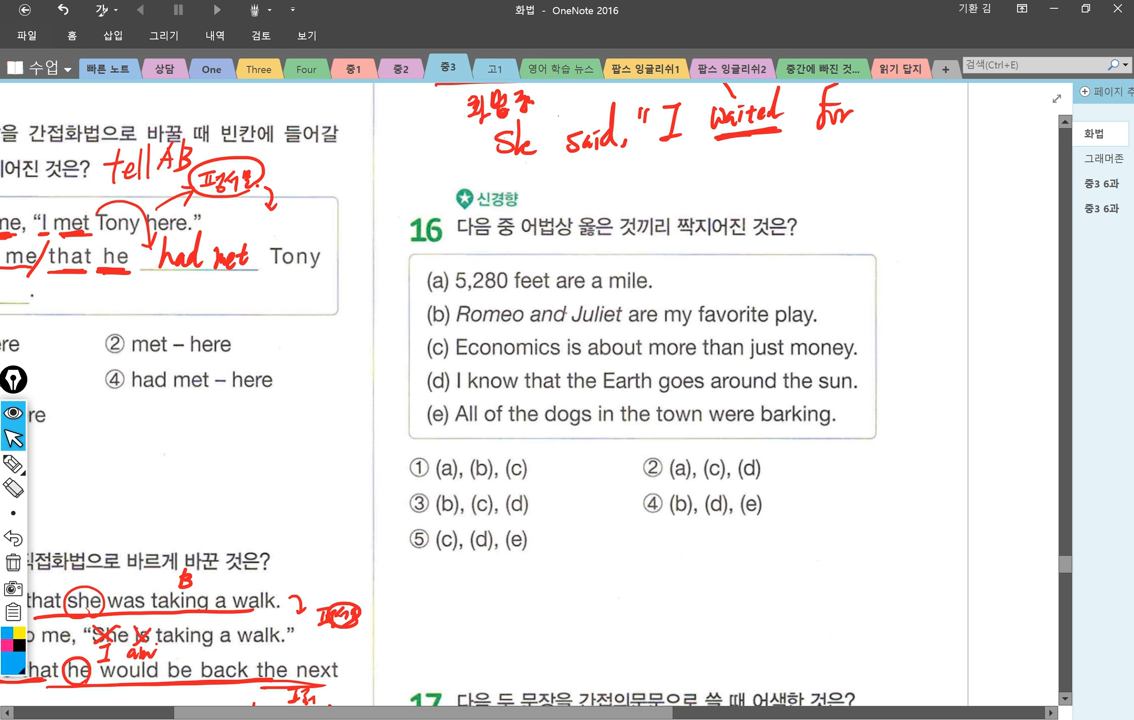 화법 - OneNote 2016
기환 김
파일 홈 삽입 그리기 내역 검토 보기
수업 빠른 노트 상담 One Three Four 중1 중2 중3 고1 영어 학습 뉴스 팝스 잉글리쉬1 팝스 잉글리쉬2 중간에 빠진 것... 읽기 답지 + 검색(Ctrl+E)
페이지 추
화법
그래머존
중3 6과
중3 6과
She said, "I waited for
을 간접화법으로 바꿀 때 빈칸에 들어갈
어진 것은? tell A B
me, "I met Tony here."
me that he had met Tony
.
ere ② met – here
④ had met – here
re
직접화법으로 바르게 바꾼 것은?
that she was taking a walk.
o me, "She is taking a walk."
I am
that he would be back the next
신경향
16 다음 중 어법상 옳은 것끼리 짝지어진 것은?
(a) 5,280 feet are a mile.
(b) Romeo and Juliet are my favorite play.
(c) Economics is about more than just money.
(d) I know that the Earth goes around the sun.
(e) All of the dogs in the town were barking.
① (a), (b), (c) ② (a), (c), (d)
③ (b), (c), (d) ④ (b), (d), (e)
⑤ (c), (d), (e)
17 다음 두 문장을 간접의문문으로 쓸 때 어색한 것은?